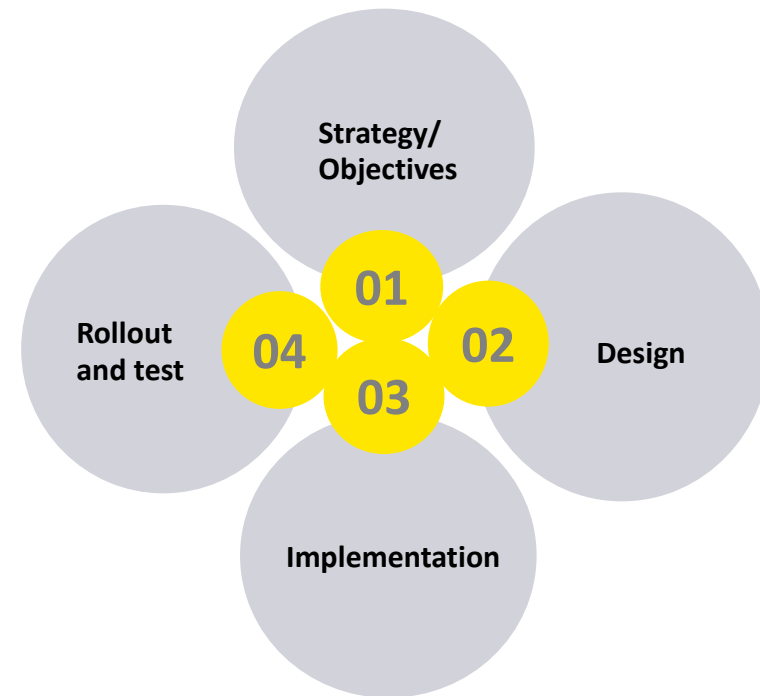 Strategy/
Objectives
01
02
Design
03
Implementation
04
Rollout
and test